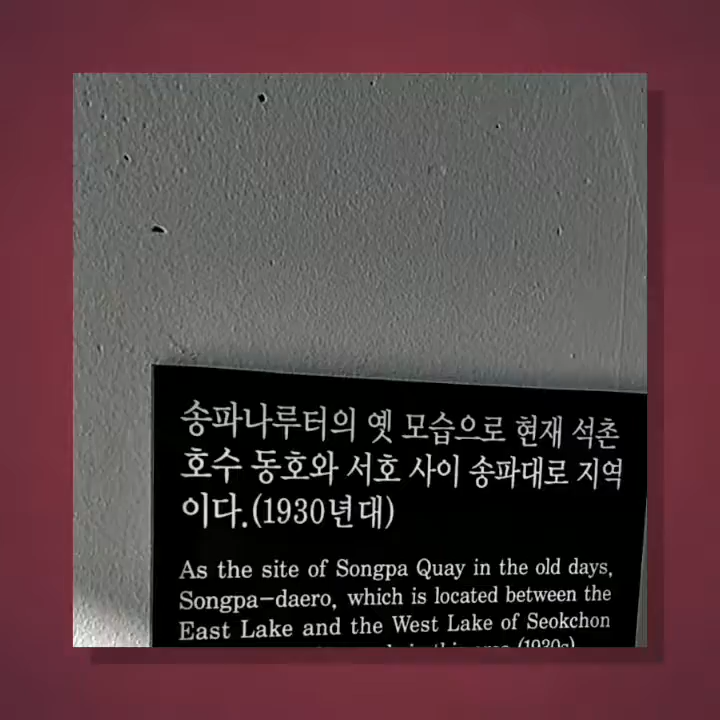 송파나루터의 옛 모습으로 현재 석촌
호수 동호와 서호 사이 송파대로 지역
이다.(1930년대)
As the site of Songpa Quay in the old days,
Songpa-daero, which is located between the
East Lake and the West Lake of Seokchon
(1930s)